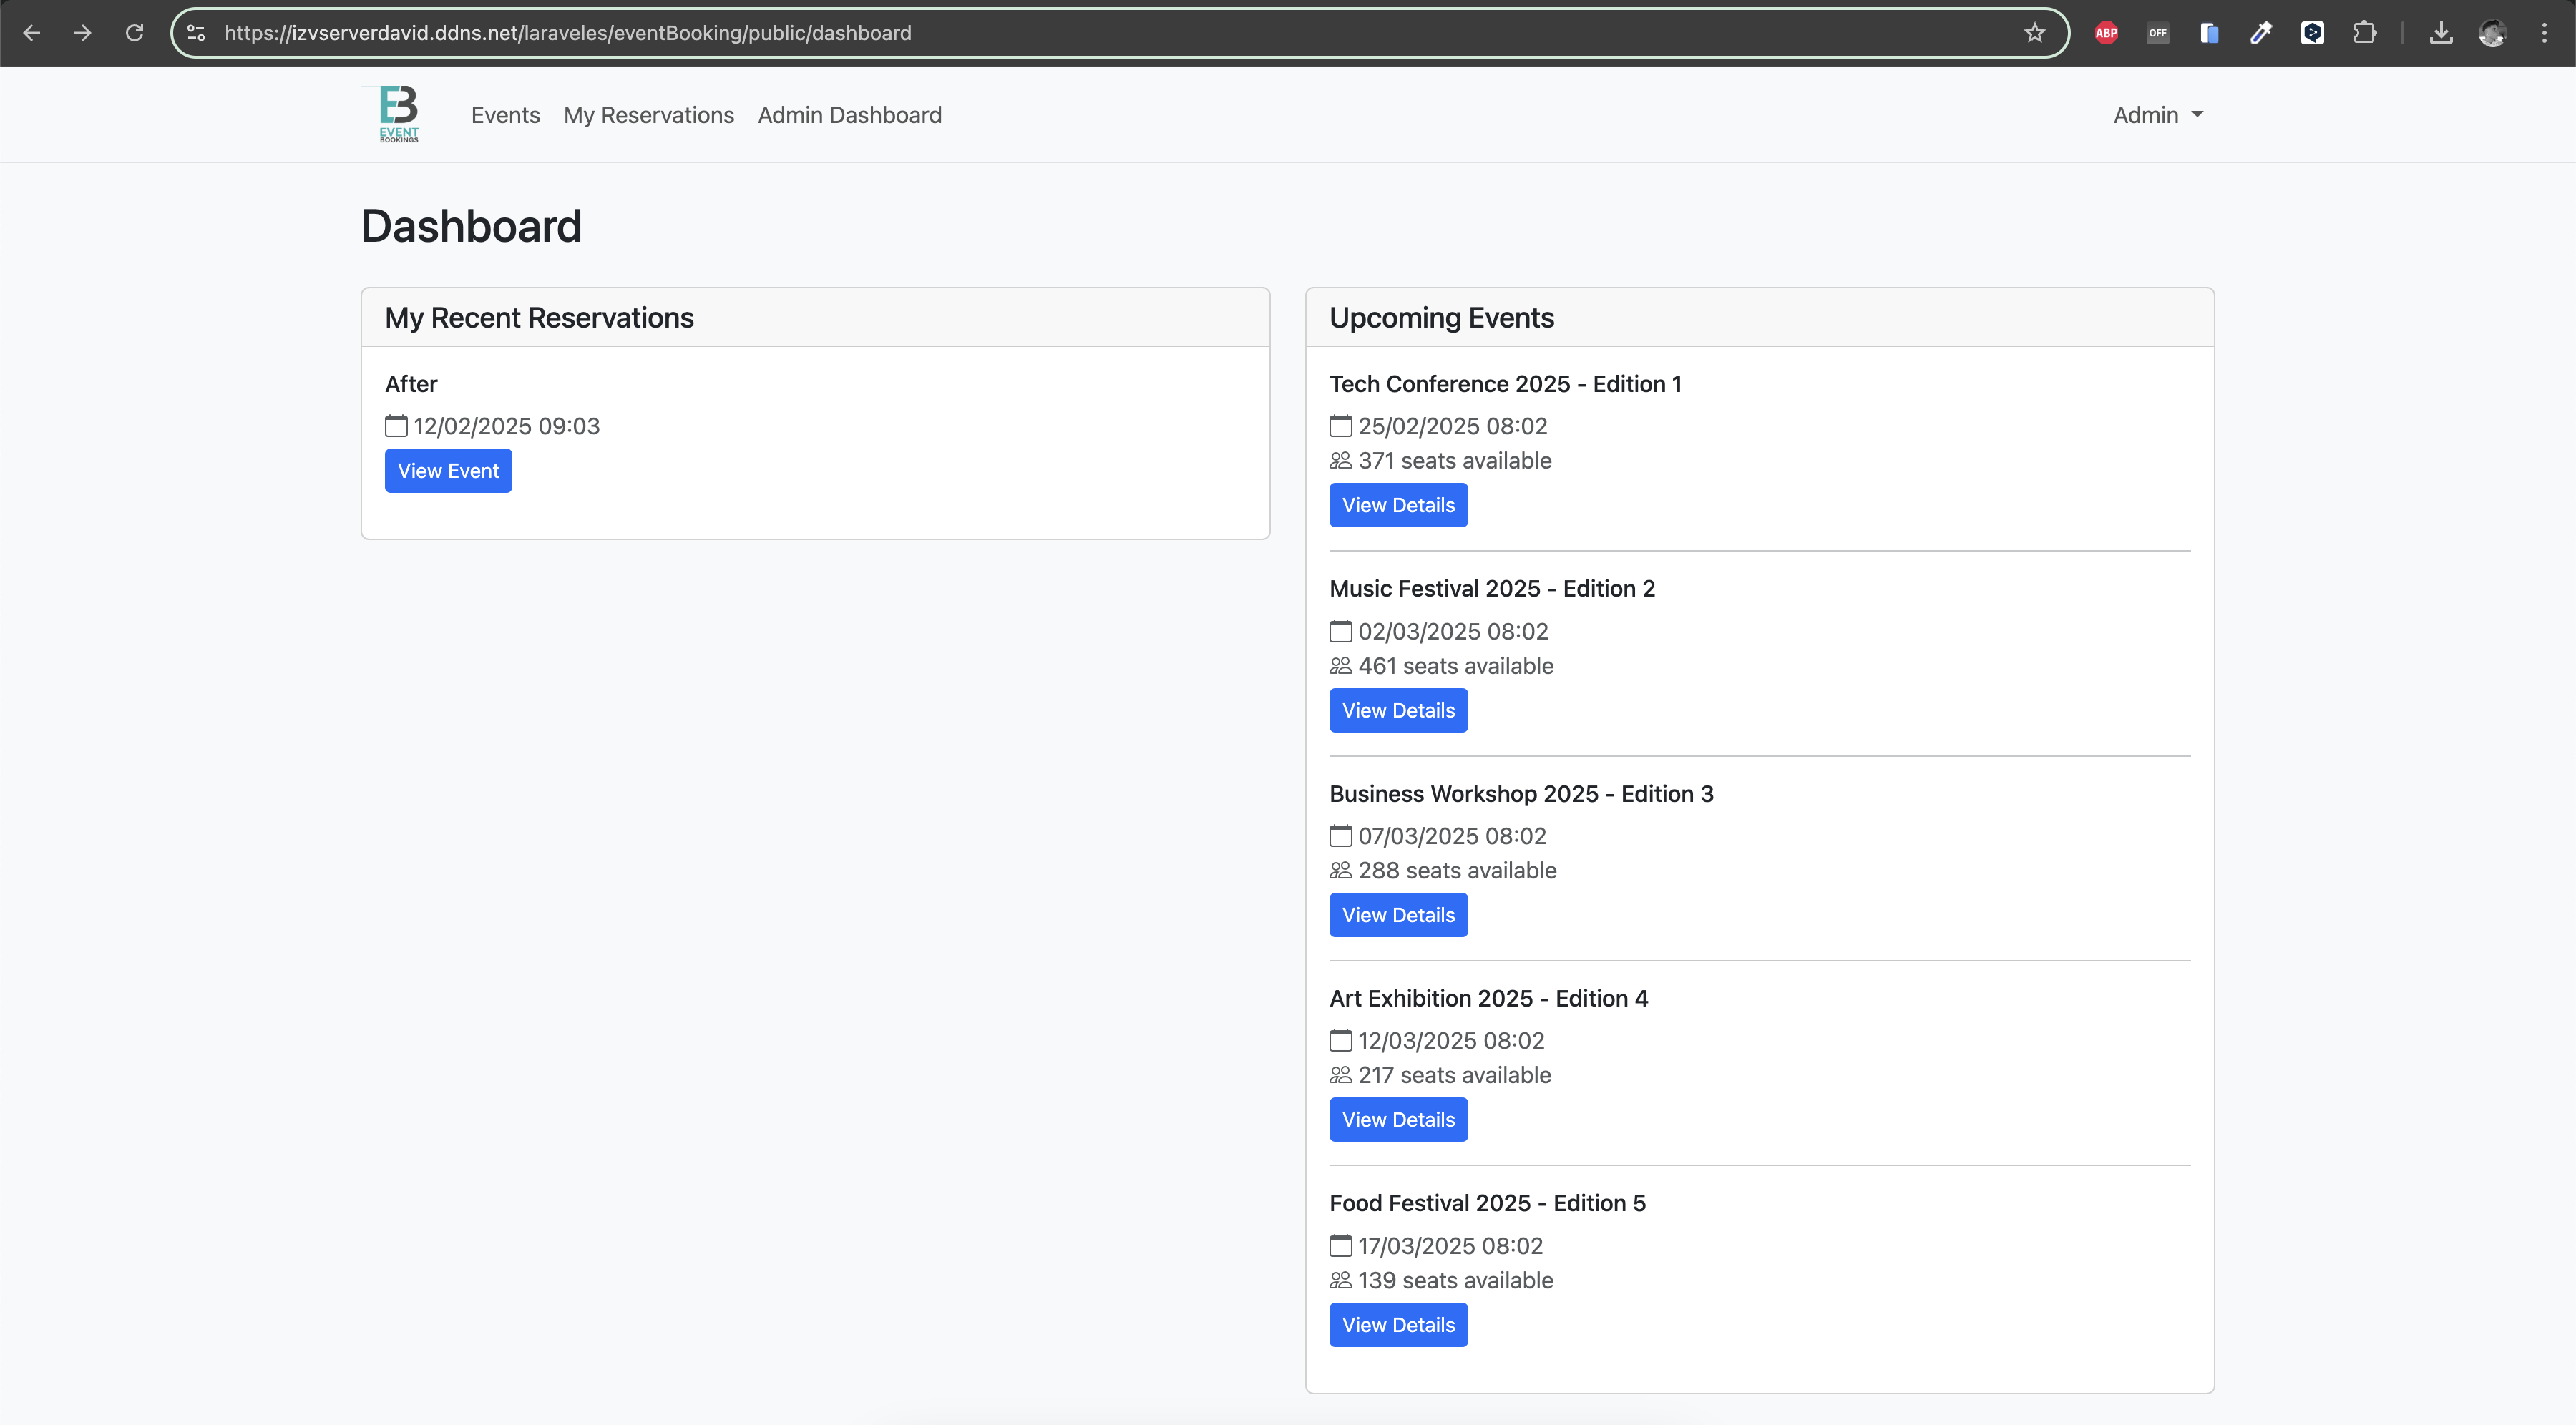 https://izvserverdavid.ddns.net/laraveles/eventBooking/public/dashboard
ABP
OFF
EB
EVENT
BOOKINGS
Events
My Reservations
Admin Dashboard
Admin
Dashboard
My Recent Reservations
After
12/02/2025 09:03
View Event
Upcoming Events
Tech Conference 2025 - Edition 1
25/02/2025 08:02
371 seats available
View Details
Music Festival 2025 - Edition 2
02/03/2025 08:02
461 seats available
View Details
Business Workshop 2025 - Edition 3
07/03/2025 08:02
288 seats available
View Details
Art Exhibition 2025 - Edition 4
12/03/2025 08:02
217 seats available
View Details
Food Festival 2025 - Edition 5
17/03/2025 08:02
139 seats available
View Details